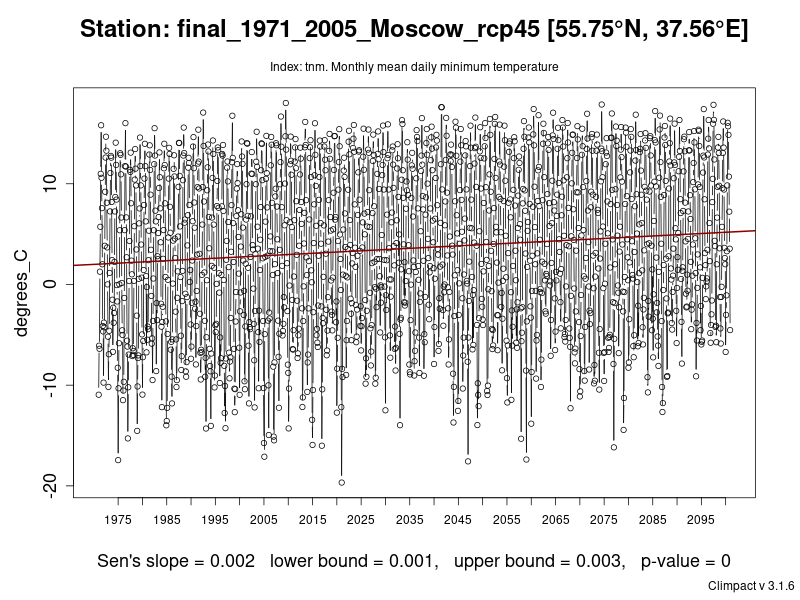 Station: final_1971_2005_Moscow_rcp45 [55.75°N, 37.56°E]
Index: tnm. Monthly mean daily minimum temperature
degrees_C
10
0
-10
-20
1975 1985 1995 2005 2015 2025 2035 2045 2055 2065 2075 2085 2095
Sen's slope = 0.002 lower bound = 0.001, upper bound = 0.003, p-value = 0
Climpact v 3.1.6